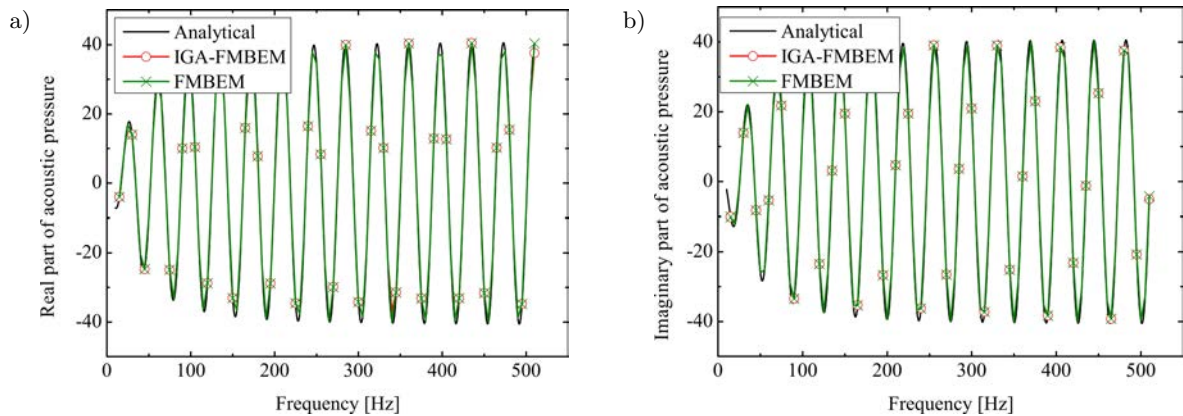 a)
Analytical
IGA-FMBEM
FMBEM
40
20
0
-20
-40
Real part of acoustic pressure
0 100 200 300 400 500
Frequency [Hz]
b)
Analytical
IGA-FMBEM
FMBEM
40
20
0
-20
-40
Imaginary part of acoustic pressure
0 100 200 300 400 500
Frequency [Hz]